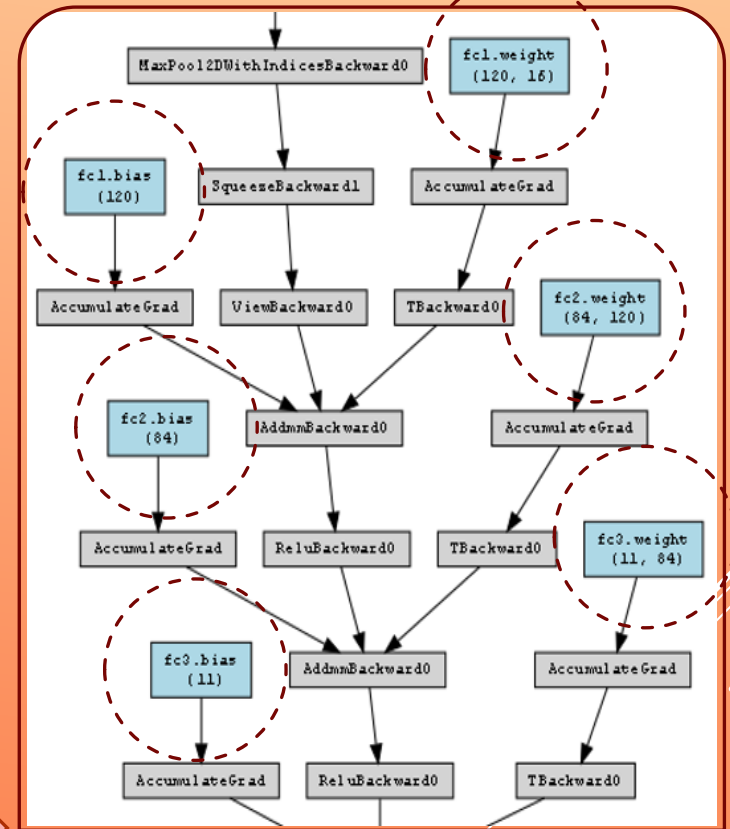 MaxPool2DWithIndicesBackward0
fc1.weight
(120, 16)
fc1.bias
(120)
SqueezeBackward1
AccumulateGrad
AccumulateGrad
ViewBackward0
TBackward0
fc2.weight
(84, 120)
fc2.bias
(84)
AddmmBackward0
AccumulateGrad
AccumulateGrad
ReluBackward0
TBackward0
fc3.weight
(11, 84)
fc3.bias
(11)
AddmmBackward0
AccumulateGrad
AccumulateGrad
ReluBackward0
TBackward0